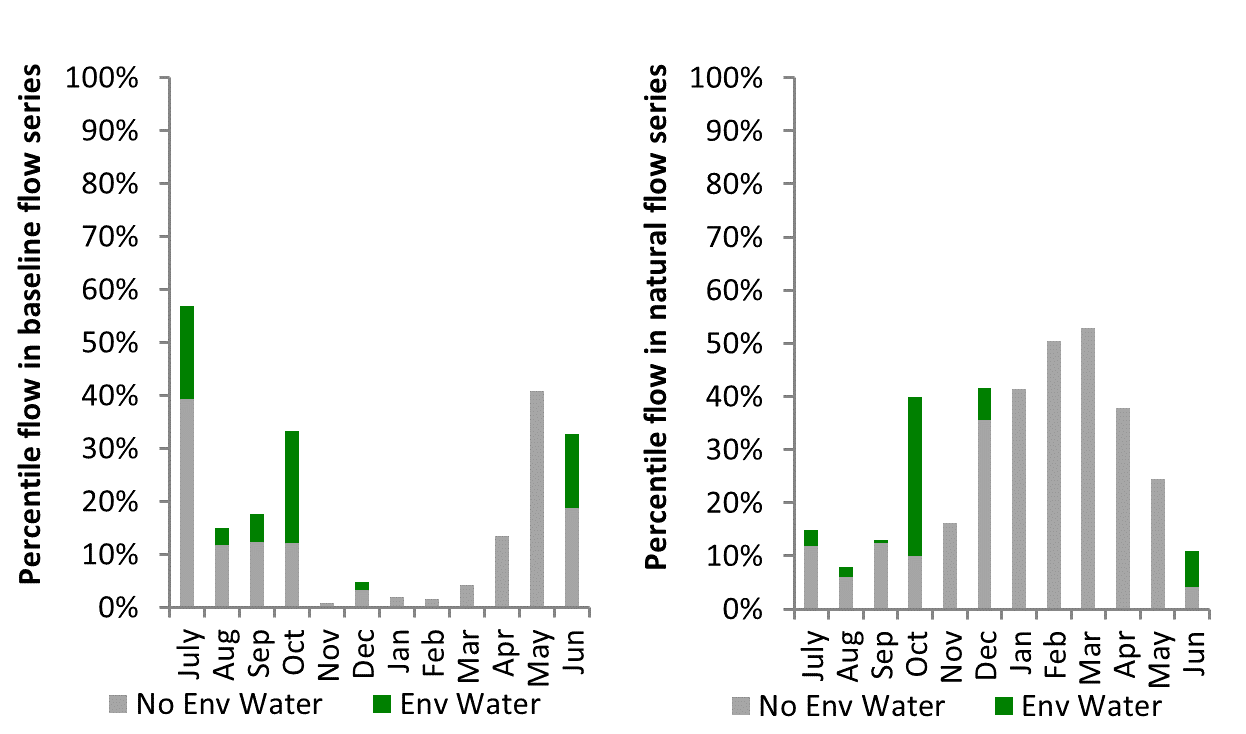 Percentile flow in baseline flow series
100%
90%
80%
70%
60%
50%
40%
30%
20%
10%
0%
July
Aug
Sep
Oct
Nov
Dec
Jan
Feb
Mar
Apr
May
Jun
No Env Water
Env Water
Percentile flow in natural flow series
100%
90%
80%
70%
60%
50%
40%
30%
20%
10%
0%
July
Aug
Sep
Oct
Nov
Dec
Jan
Feb
Mar
Apr
May
Jun
No Env Water
Env Water